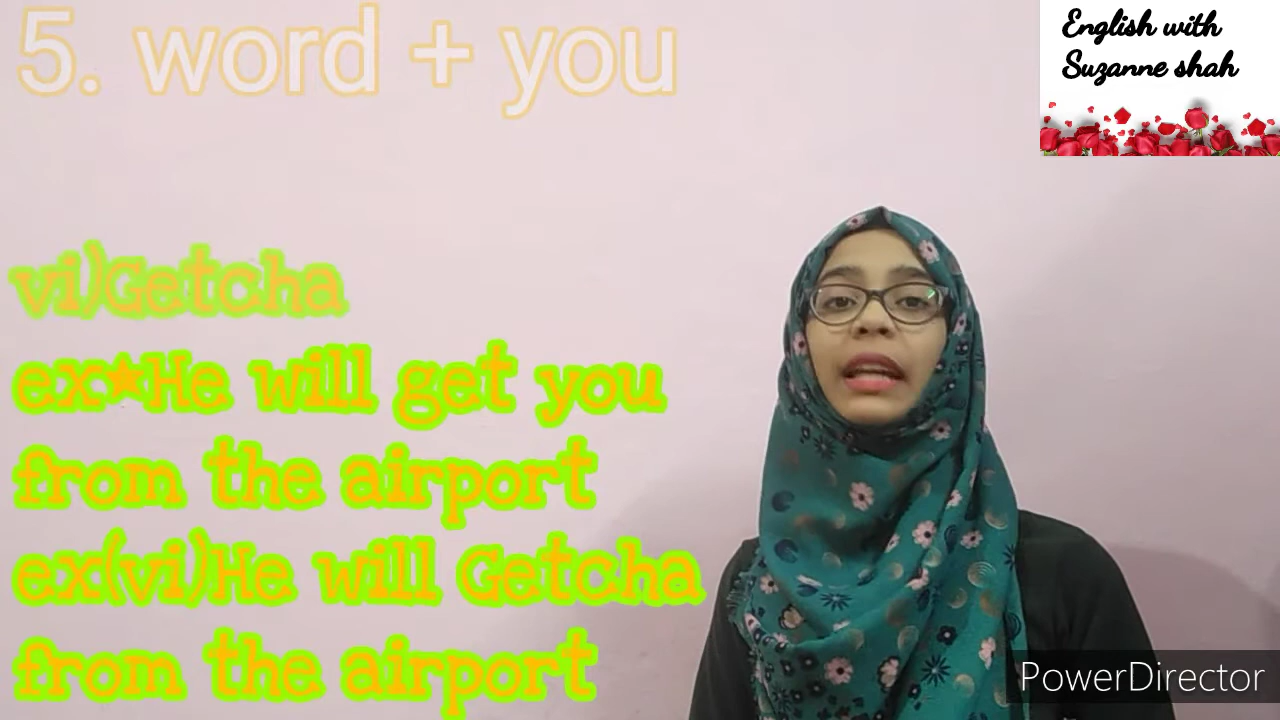 5. word + you
English with
Suzanne shah
vi)Getcha
ex★He will get you
from the airport
ex(vi)He will Getcha
from the airport
PowerDirector